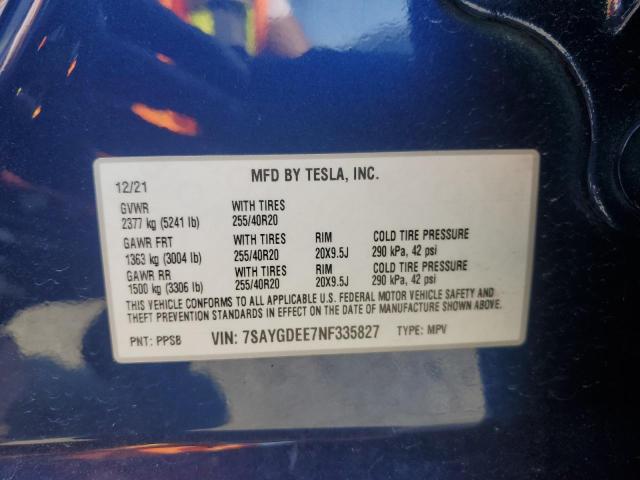 MFD BY TESLA, INC.
12/21
GVWR WITH TIRES
2377 kg (5241 lb) 255/40R20
GAWR FRT WITH TIRES RIM COLD TIRE PRESSURE
1363 kg (3004 lb) 255/40R20 20X9.5J 290 kPa, 42 psi
GAWR RR WITH TIRES RIM COLD TIRE PRESSURE
1500 kg (3306 lb) 255/40R20 20X9.5J 290 kPa, 42 psi
THIS VEHICLE CONFORMS TO ALL APPLICABLE U.S. FEDERAL MOTOR VEHICLE SAFETY AND
THEFT PREVENTION STANDARDS IN EFFECT ON THE DATE OF MANUFACTURE SHOWN ABOVE.
PNT: PPSB VIN: 7SAYGDEE7NF335827 TYPE: MPV